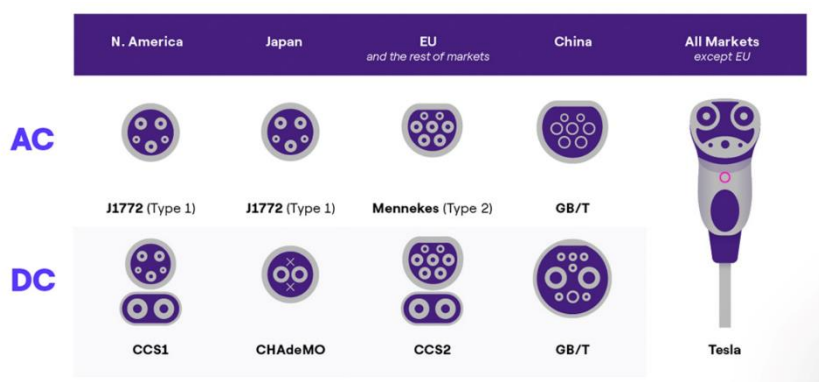 N. America
Japan
EU
and the rest of markets
China
All Markets
except EU
AC
J1772 (Type 1)
J1772 (Type 1)
Mennekes (Type 2)
GB/T
DC
CCS1
CHAdeMO
CCS2
GB/T
Tesla